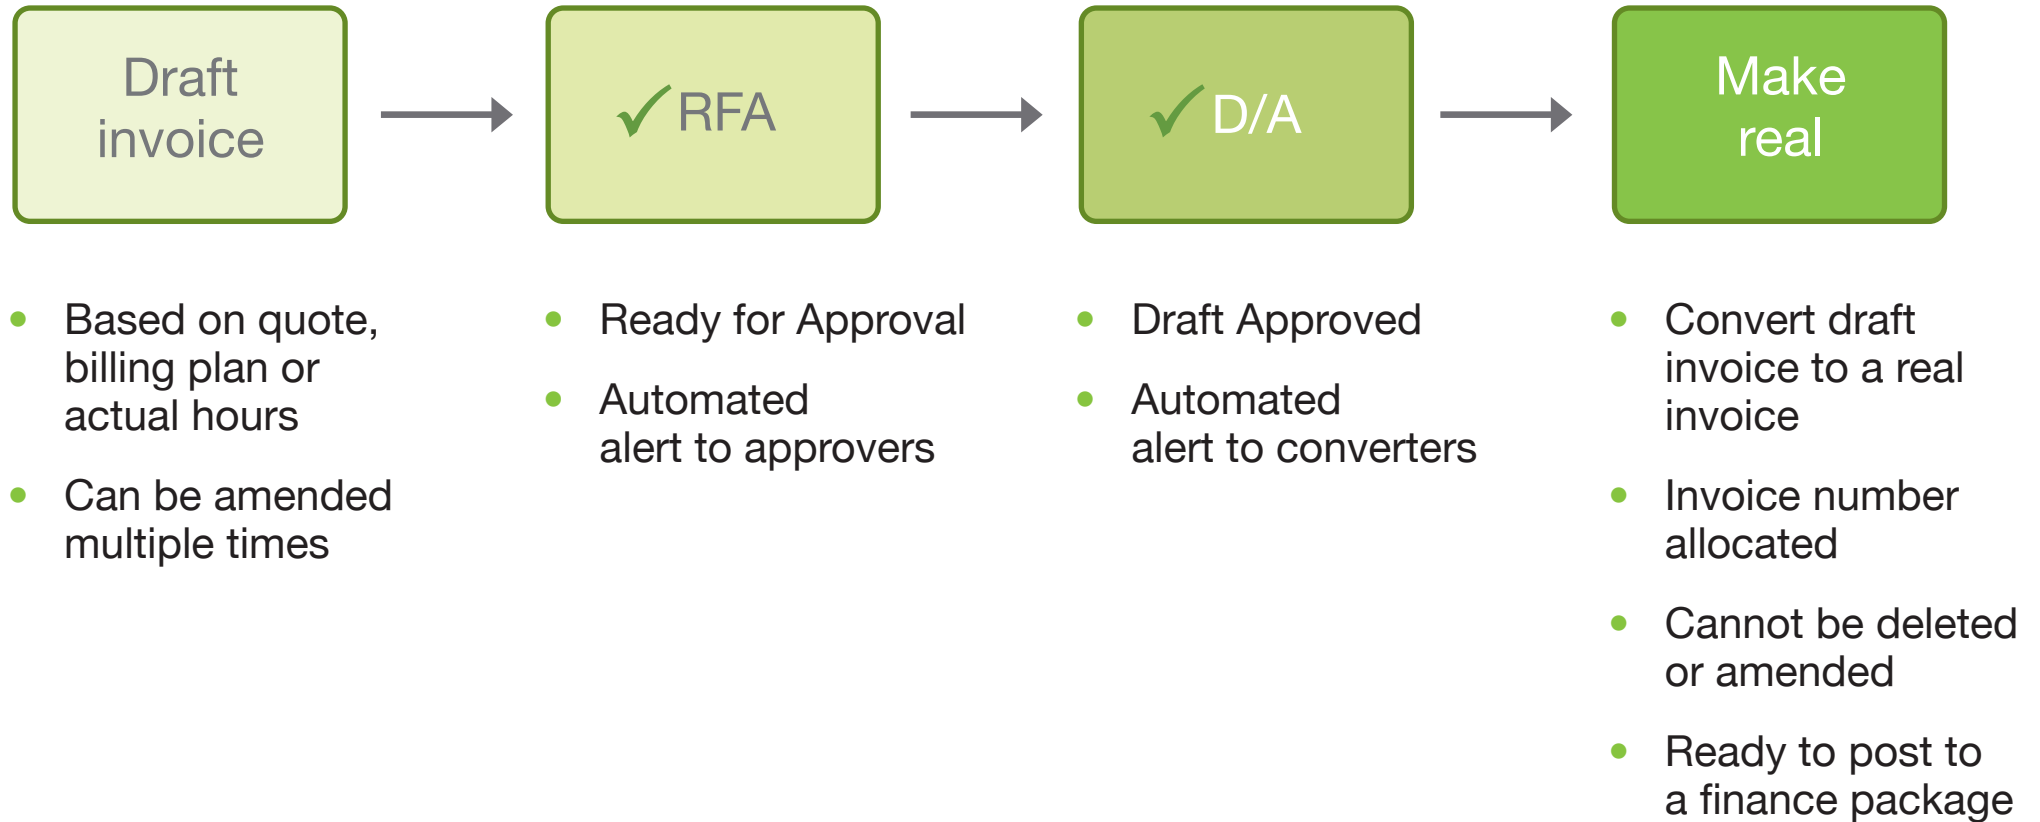 Draft
invoice
RFA
D/A
Make
real
Based on quote,
billing plan or
actual hours
Can be amended
multiple times
Ready for Approval
Automated
alert to approvers
Draft Approved
Automated
alert to converters
Convert draft
invoice to a real
invoice
Invoice number
allocated
Cannot be deleted
or amended
Ready to post to
a finance package